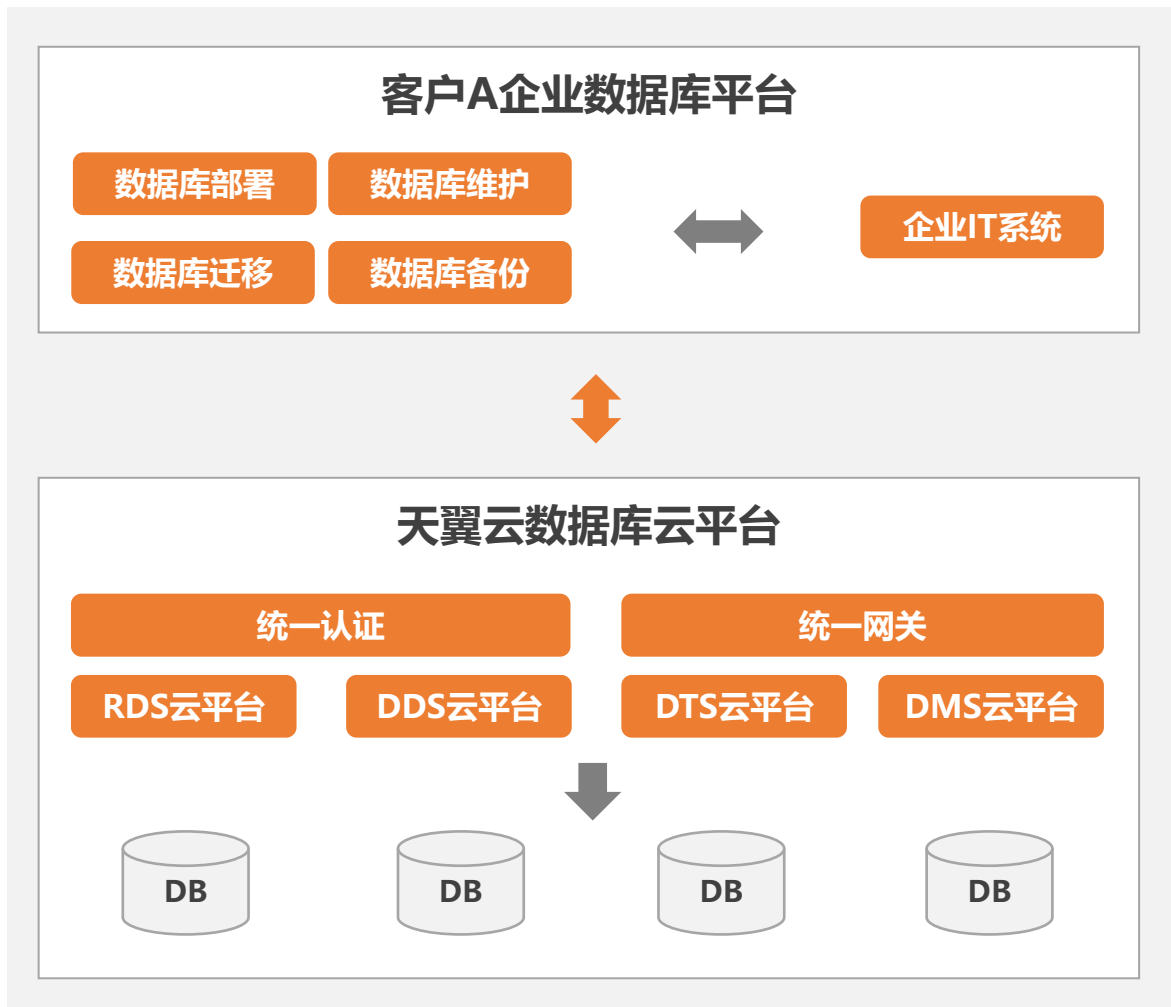 客户A企业数据库平台
数据库部署
数据库维护
数据库迁移
数据库备份
企业IT系统
天翼云数据库云平台
统一认证
统一网关
RDS云平台
DDS云平台
DTS云平台
DMS云平台
DB
DB
DB
DB